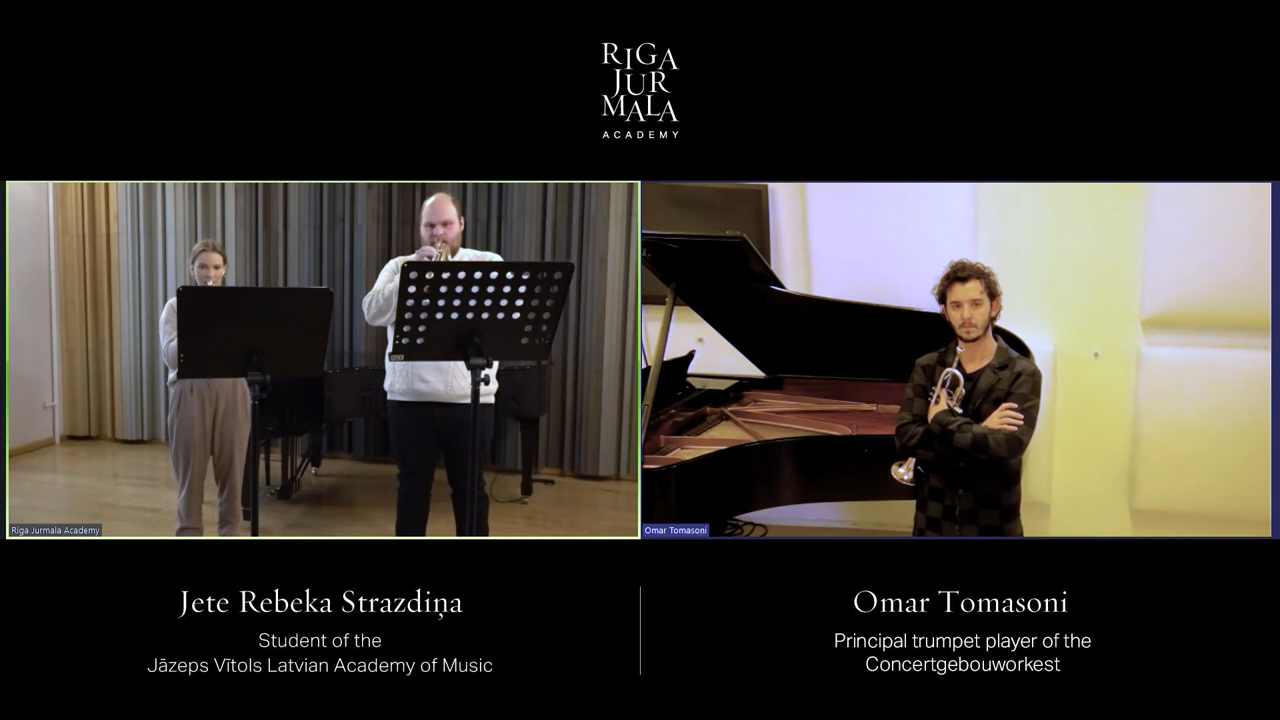 RIGA
JUR
MALA
ACADEMY
Riga Jurmala Academy
Omar Tomasoni
Jete Rebeka Strazdiņa
Student of the
Jāzeps Vītols Latvian Academy of Music
Omar Tomasoni
Principal trumpet player of the
Concertgebouworkest